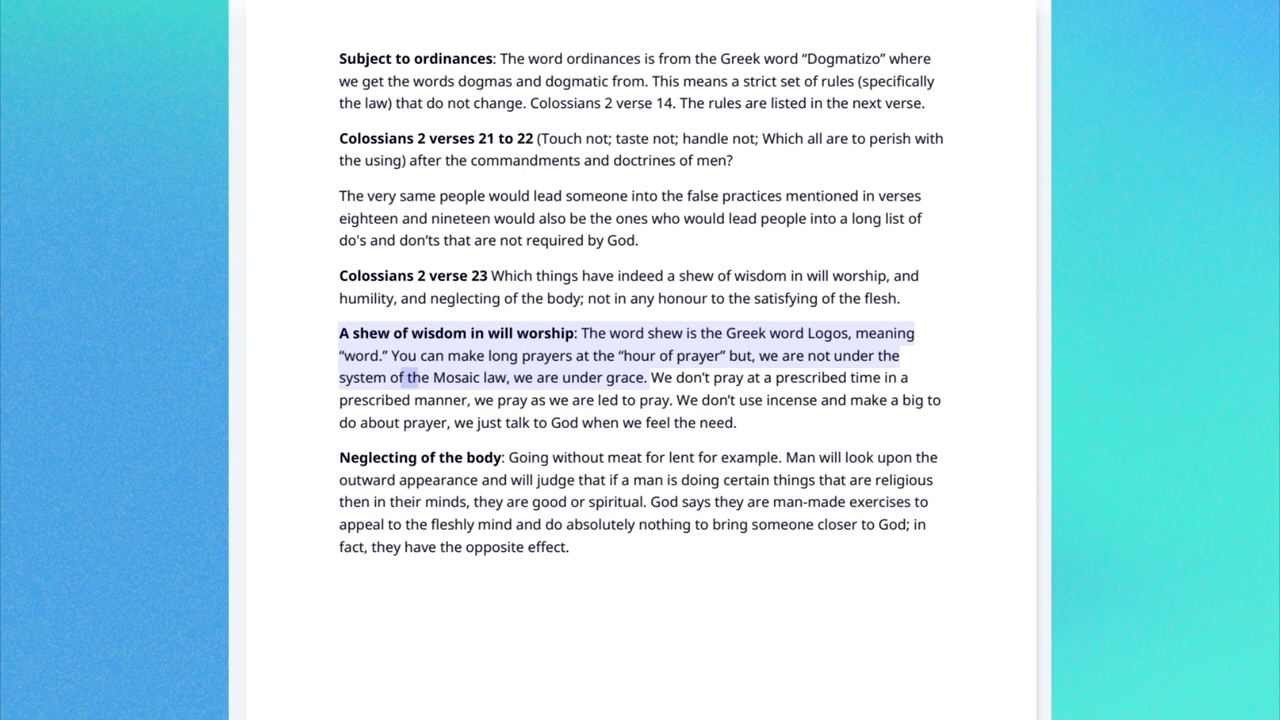 Subject to ordinances: The word ordinances is from the Greek word “Dogmatizo” where
we get the words dogmas and dogmatic from. This means a strict set of rules (specifically
the law) that do not change. Colossians 2 verse 14. The rules are listed in the next verse.
Colossians 2 verses 21 to 22 (Touch not; taste not; handle not; Which all are to perish with
the using) after the commandments and doctrines of men?
The very same people would lead someone into the false practices mentioned in verses
eighteen and nineteen would also be the ones who would lead people into a long list of
do's and don’ts that are not required by God.
Colossians 2 verse 23 Which things have indeed a shew of wisdom in will worship, and
humility, and neglecting of the body; not in any honour to the satisfying of the flesh.
A shew of wisdom in will worship: The word shew is the Greek word Logos, meaning
“word.” You can make long prayers at the “hour of prayer” but, we are not under the
system of the Mosaic law, we are under grace. We don’t pray at a prescribed time in a
prescribed manner, we pray as we are led to pray. We don’t use incense and make a big to
do about prayer, we just talk to God when we feel the need.
Neglecting of the body: Going without meat for lent for example. Man will look upon the
outward appearance and will judge that if a man is doing certain things that are religious
then in their minds, they are good or spiritual. God says they are man-made exercises to
appeal to the fleshly mind and do absolutely nothing to bring someone closer to God; in
fact, they have the opposite effect.